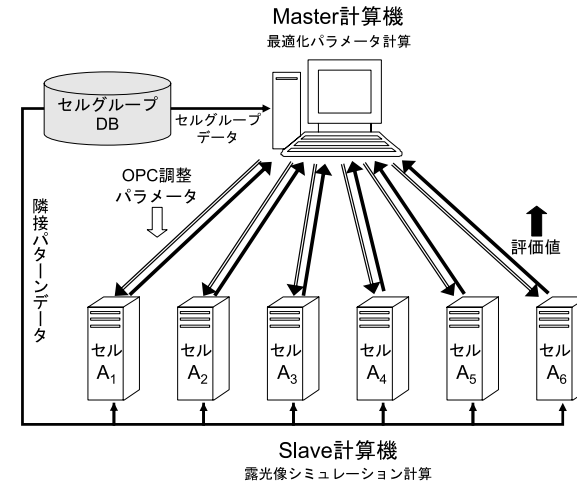 Master計算機
最適化パラメータ計算
セルグループ
DB
セルグループ
データ
OPC調整
パラメータ
隣接パターンデータ
評価値
セル
A1
セル
A2
セル
A3
セル
A4
セル
A5
セル
A6
Slave計算機
露光像シミュレーション計算